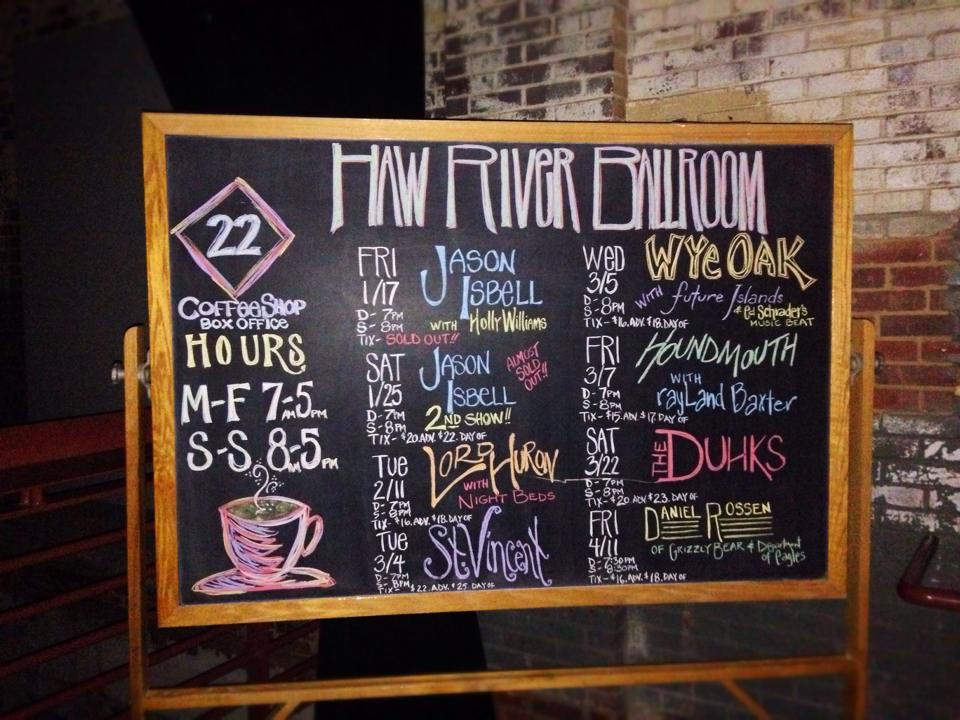 HAW RIVER BALLROOM
22
COFFEE SHOP
BOX OFFICE
HOURS
M-F 7AM-5PM
S-S 8AM-5PM
FRI
1/17
D-7PM
S-8PM
TIX- SOLD OUT!!
JASON
ISBELL
WITH Holly Williams
SAT
1/25
D-7PM
S-8PM
TIX-$20.ADV. $22.DAY OF
JASON
ISBELL
2ND SHOW!!
ALMOST
SOLD
OUT!!
TUE
2/11
D-7PM
S-8PM
TIX-$16.ADV. $18.DAY OF
LORD HURON
WITH
NIGHT BEDS
TUE
3/4
D-7PM
S-8PM
TIX-$22.ADV. $25.DAY OF
St. Vincent
WED
3/5
D-8PM
TIX-$16.ADV. $18.DAY OF
WYe OAK
WITH future Islands
& Ed Schrader's
MUSIC BEAT
FRI
3/7
D-7PM
S-8PM
TIX-$15.ADV. $17.DAY OF
HOUNDMOUTH
WITH
rayLand Baxter
SAT
3/22
D-7PM
S-8PM
TIX-$20 ADV $23.DAY OF
THE DUHKS
FRI
4/11
D-7:30PM
S-8:30PM
TIX-$16.ADV. $18.DAY OF
DANIEL ROSSEN
OF GRIZZLY BEAR & Department
of Eagles